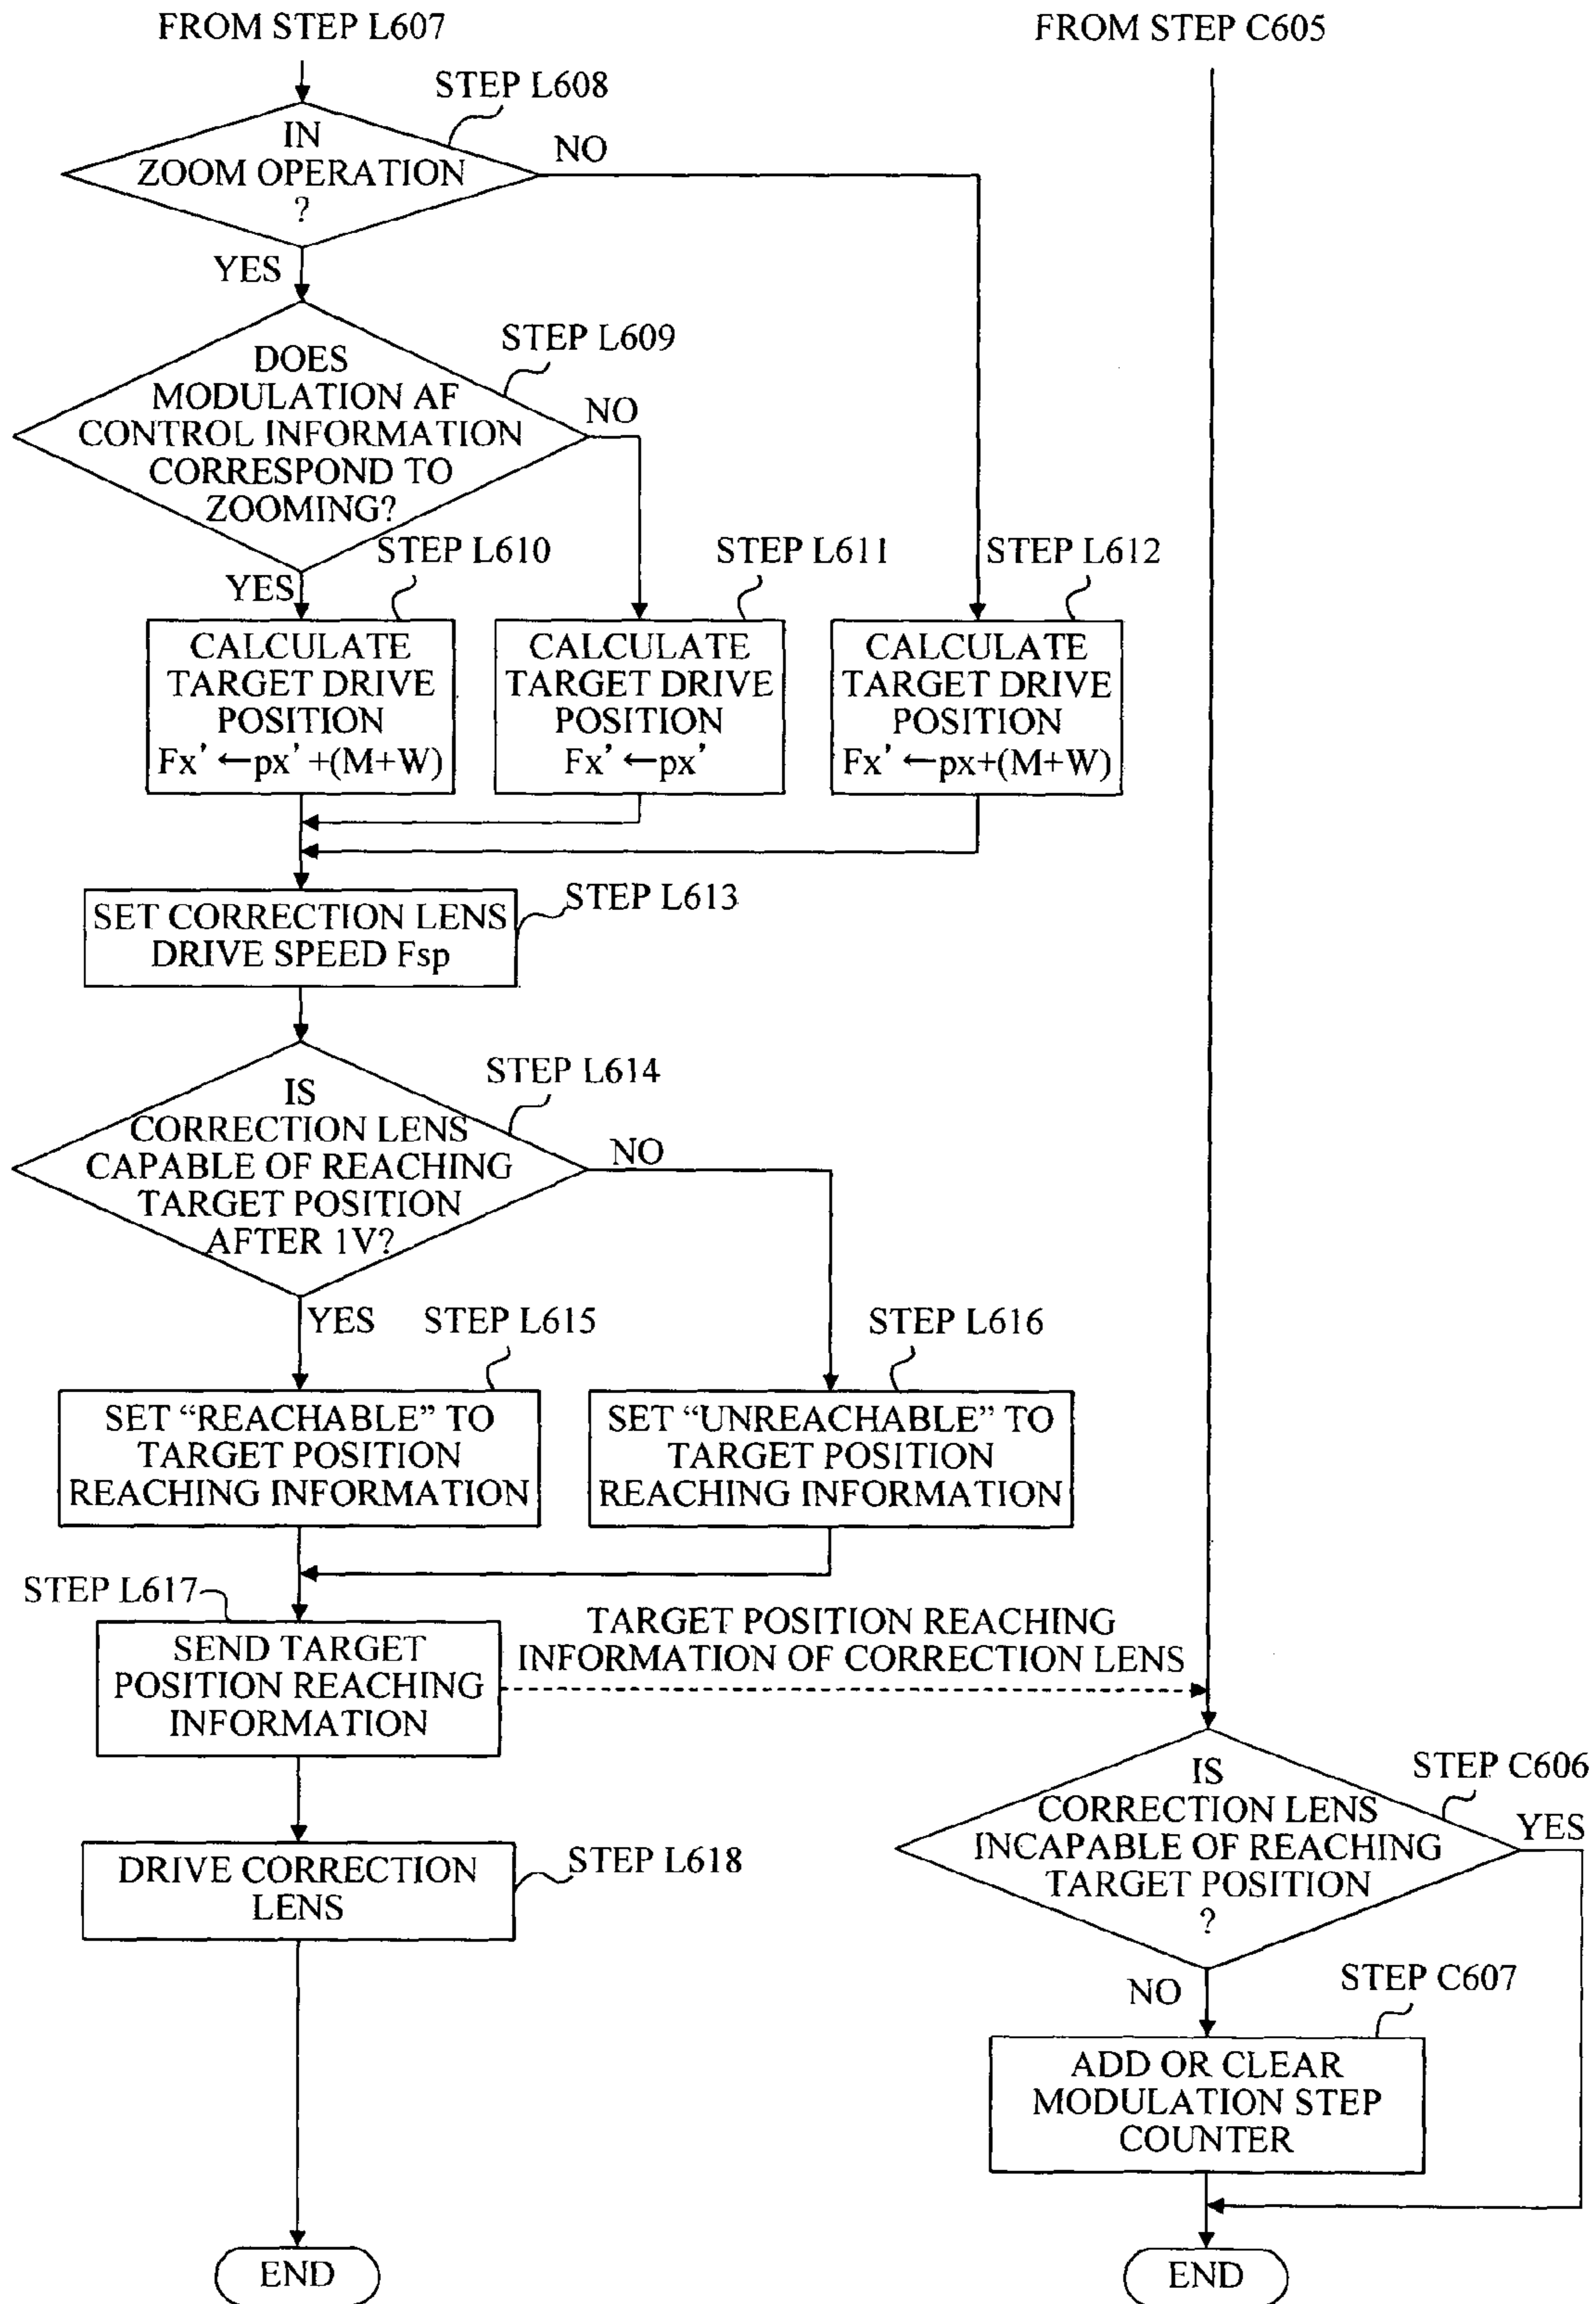 FROM STEP L607
FROM STEP C605
STEP L608
IN
ZOOM OPERATION
?
NO
YES
STEP L609
DOES
MODULATION AF
CONTROL INFORMATION
CORRESPOND TO
ZOOMING?
NO
YES
STEP L610
STEP L611
STEP L612
CALCULATE
TARGET DRIVE
POSITION
Fx' ←px' +(M+W)
CALCULATE
TARGET DRIVE
POSITION
Fx' ←px'
CALCULATE
TARGET DRIVE
POSITION
Fx' ←px+(M+W)
STEP L613
SET CORRECTION LENS
DRIVE SPEED Fsp
STEP L614
IS
CORRECTION LENS
CAPABLE OF REACHING
TARGET POSITION
AFTER 1V?
NO
YES
STEP L615
STEP L616
SET “REACHABLE” TO
TARGET POSITION
REACHING INFORMATION
SET “UNREACHABLE” TO
TARGET POSITION
REACHING INFORMATION
STEP L617
SEND TARGET
POSITION REACHING
INFORMATION
TARGET POSITION REACHING
INFORMATION OF CORRECTION LENS
STEP C606
IS
CORRECTION LENS
INCAPABLE OF REACHING
TARGET POSITION
?
YES
NO
DRIVE CORRECTION
LENS
STEP L618
STEP C607
ADD OR CLEAR
MODULATION STEP
COUNTER
END
END